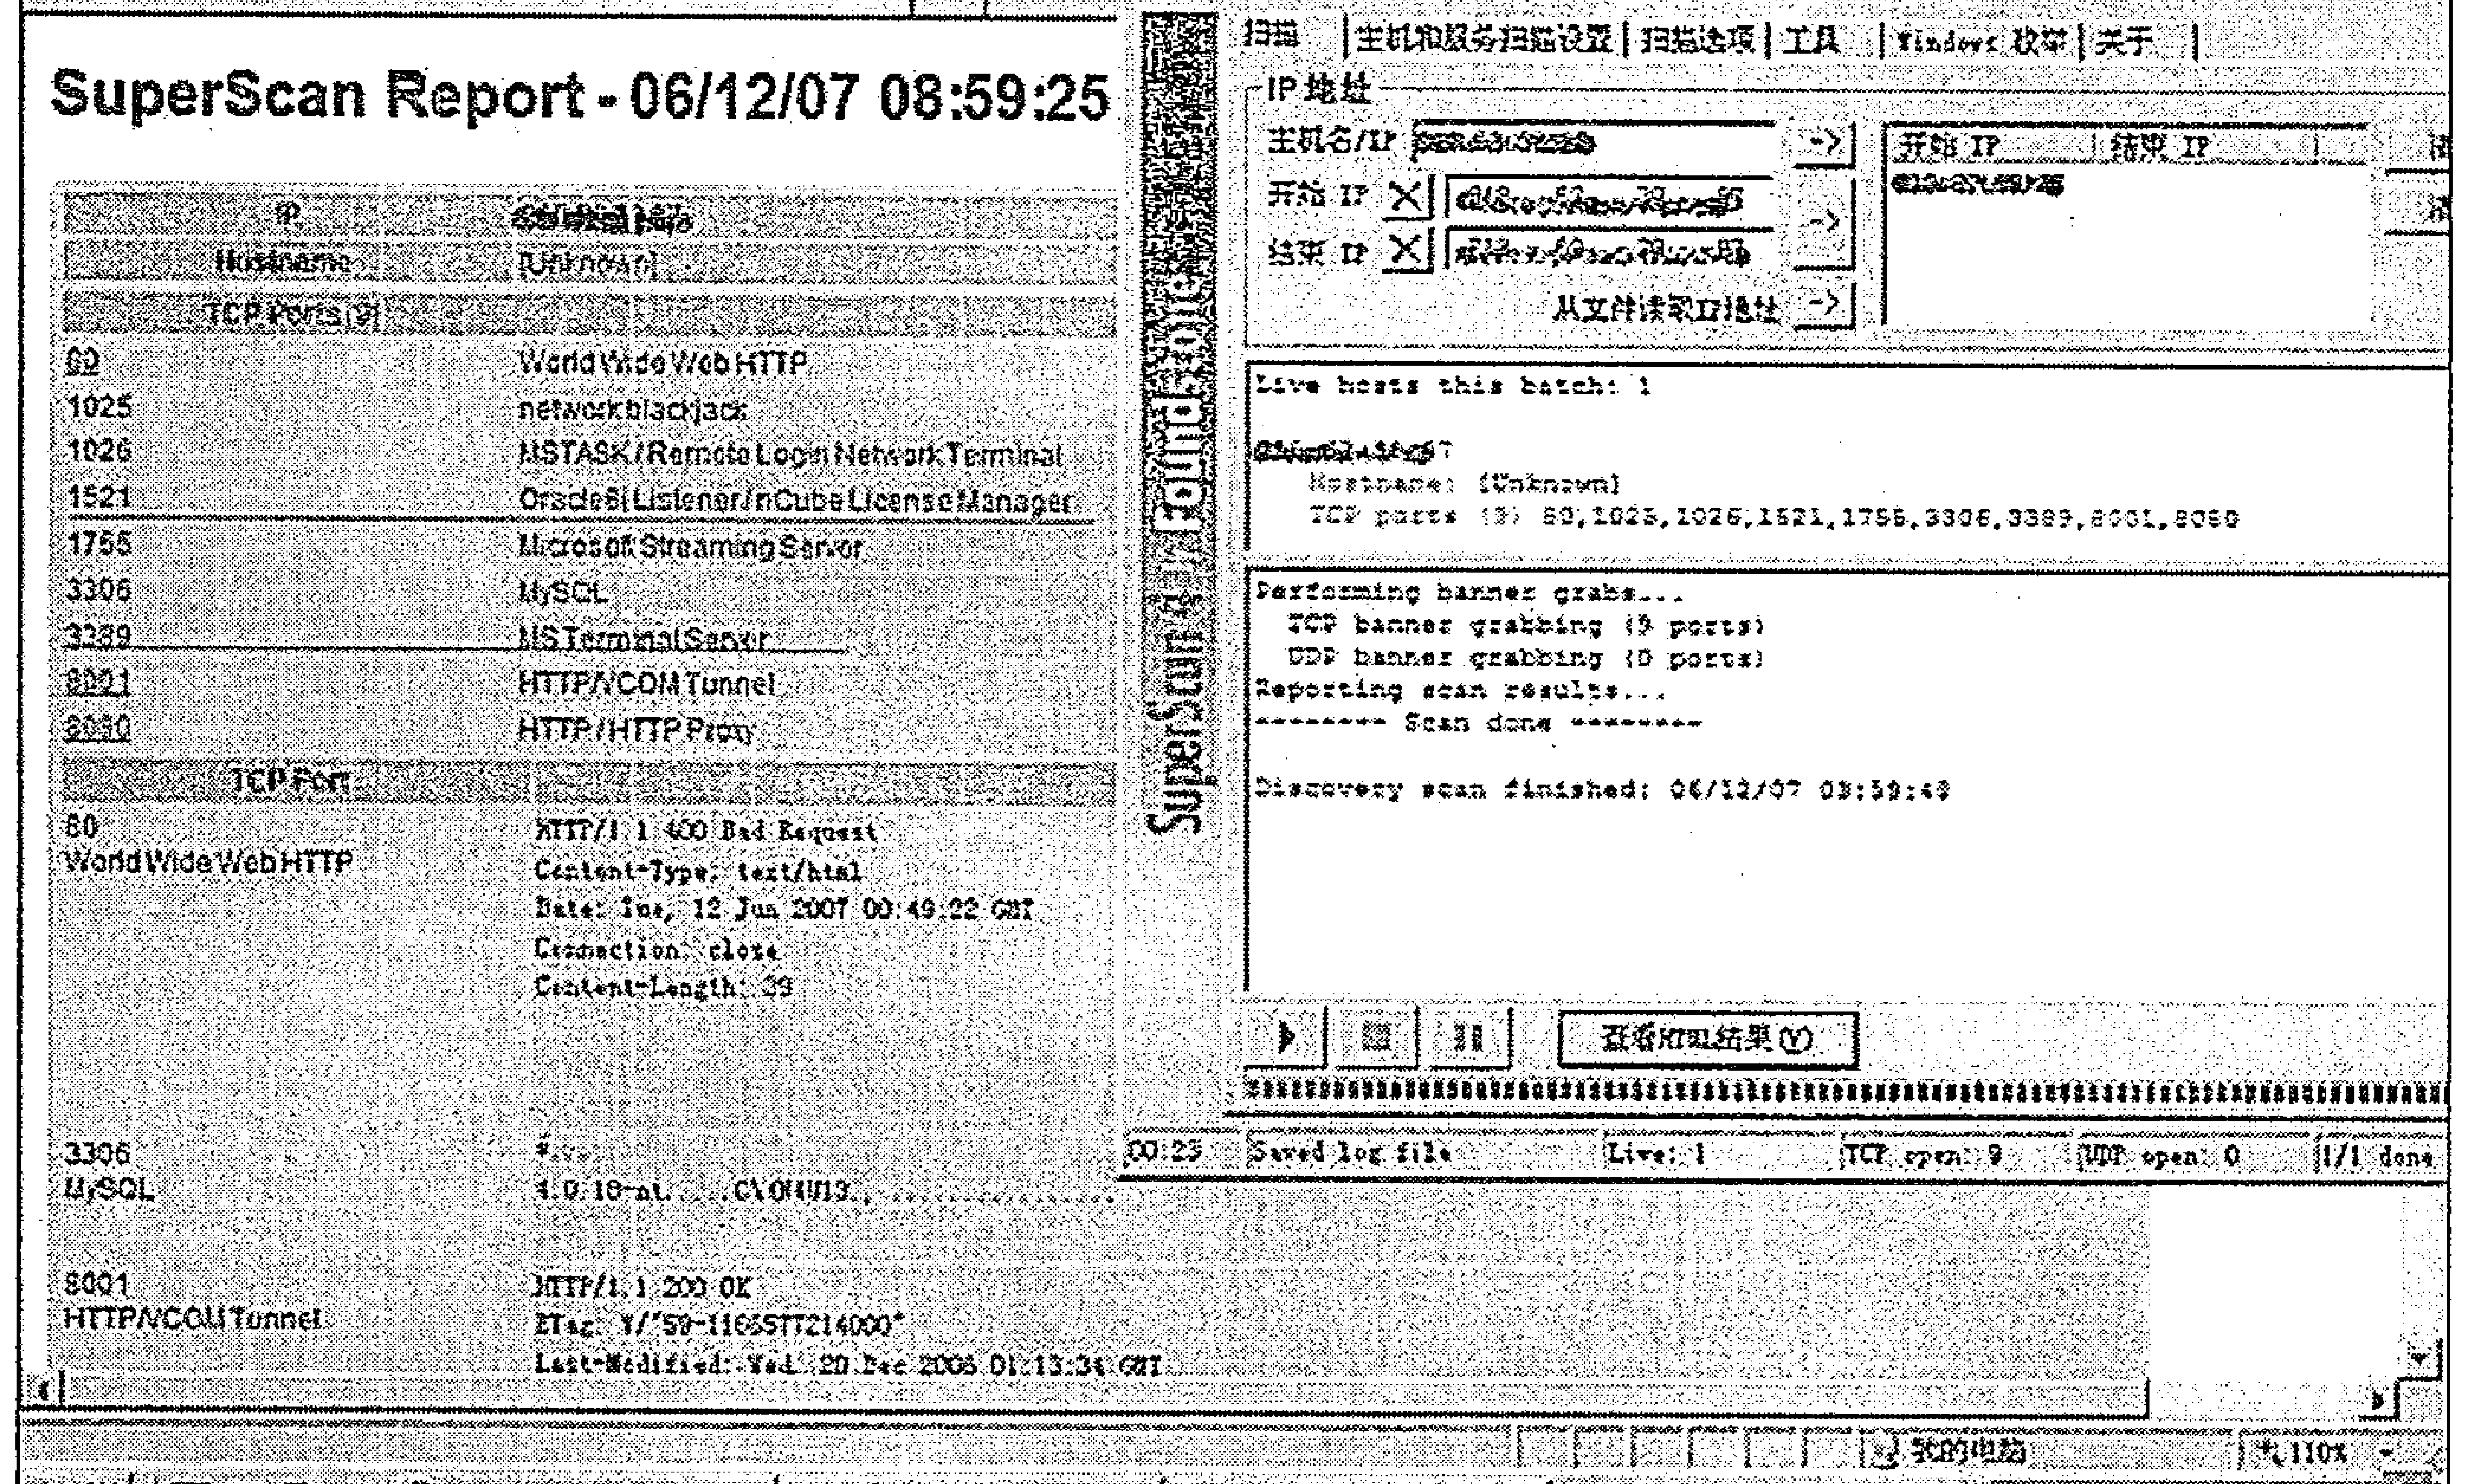 SuperScan Report - 06/12/07 08:59:25
IP
Hostname [Unknown]
TCP Ports (9)
80 World Wide Web HTTP
1025 network blackjack
1026 MSTASK / Remote Login Network Terminal
1521 Oracle8i Listener / nCube License Manager
1755 Microsoft Streaming Server
3306 MySQL
3389 MS Terminal Server
8001 HTTP/VCOM Tunnel
8080 HTTP / HTTP Proxy
TCP Port
80 HTTP/1.1 400 Bad Request
World Wide Web HTTP Content-Type: text/html
Date: Tue, 12 Jun 2007 00:49:22 GMT
Connection: close
Content-Length: 39
3306
MySQL
8001 HTTP/1.1 200 OK
HTTP/VCOM Tunnel
Last-Modified: Wed, 20 Dec 2006 01:13:34 GMT
SuperScan
Foundstone
扫描 主机和服务扫描设置 扫描选项 工具 Windows 枚举 关于
IP 地址
主机名/IP ->
开始 IP X ->
结束 IP X
从文件读取IP地址 ->
开始 IP 结束 IP
Live hosts this batch: 1
Hostname: [Unknown]
TCP ports (9) 80,1025,1026,1521,1755,3306,3389,8001,8080
Performing banner grabs...
TCP banner grabbing (9 ports)
UDP banner grabbing (0 ports)
Reporting scan results...
-------- Scan done --------
Discovery scan finished: 06/12/07 08:59:48
查看HTML结果(V)
00:23 Saved log file Live: 1 TCP open: 9 UDP open: 0 1/1 done
我的电脑 110%